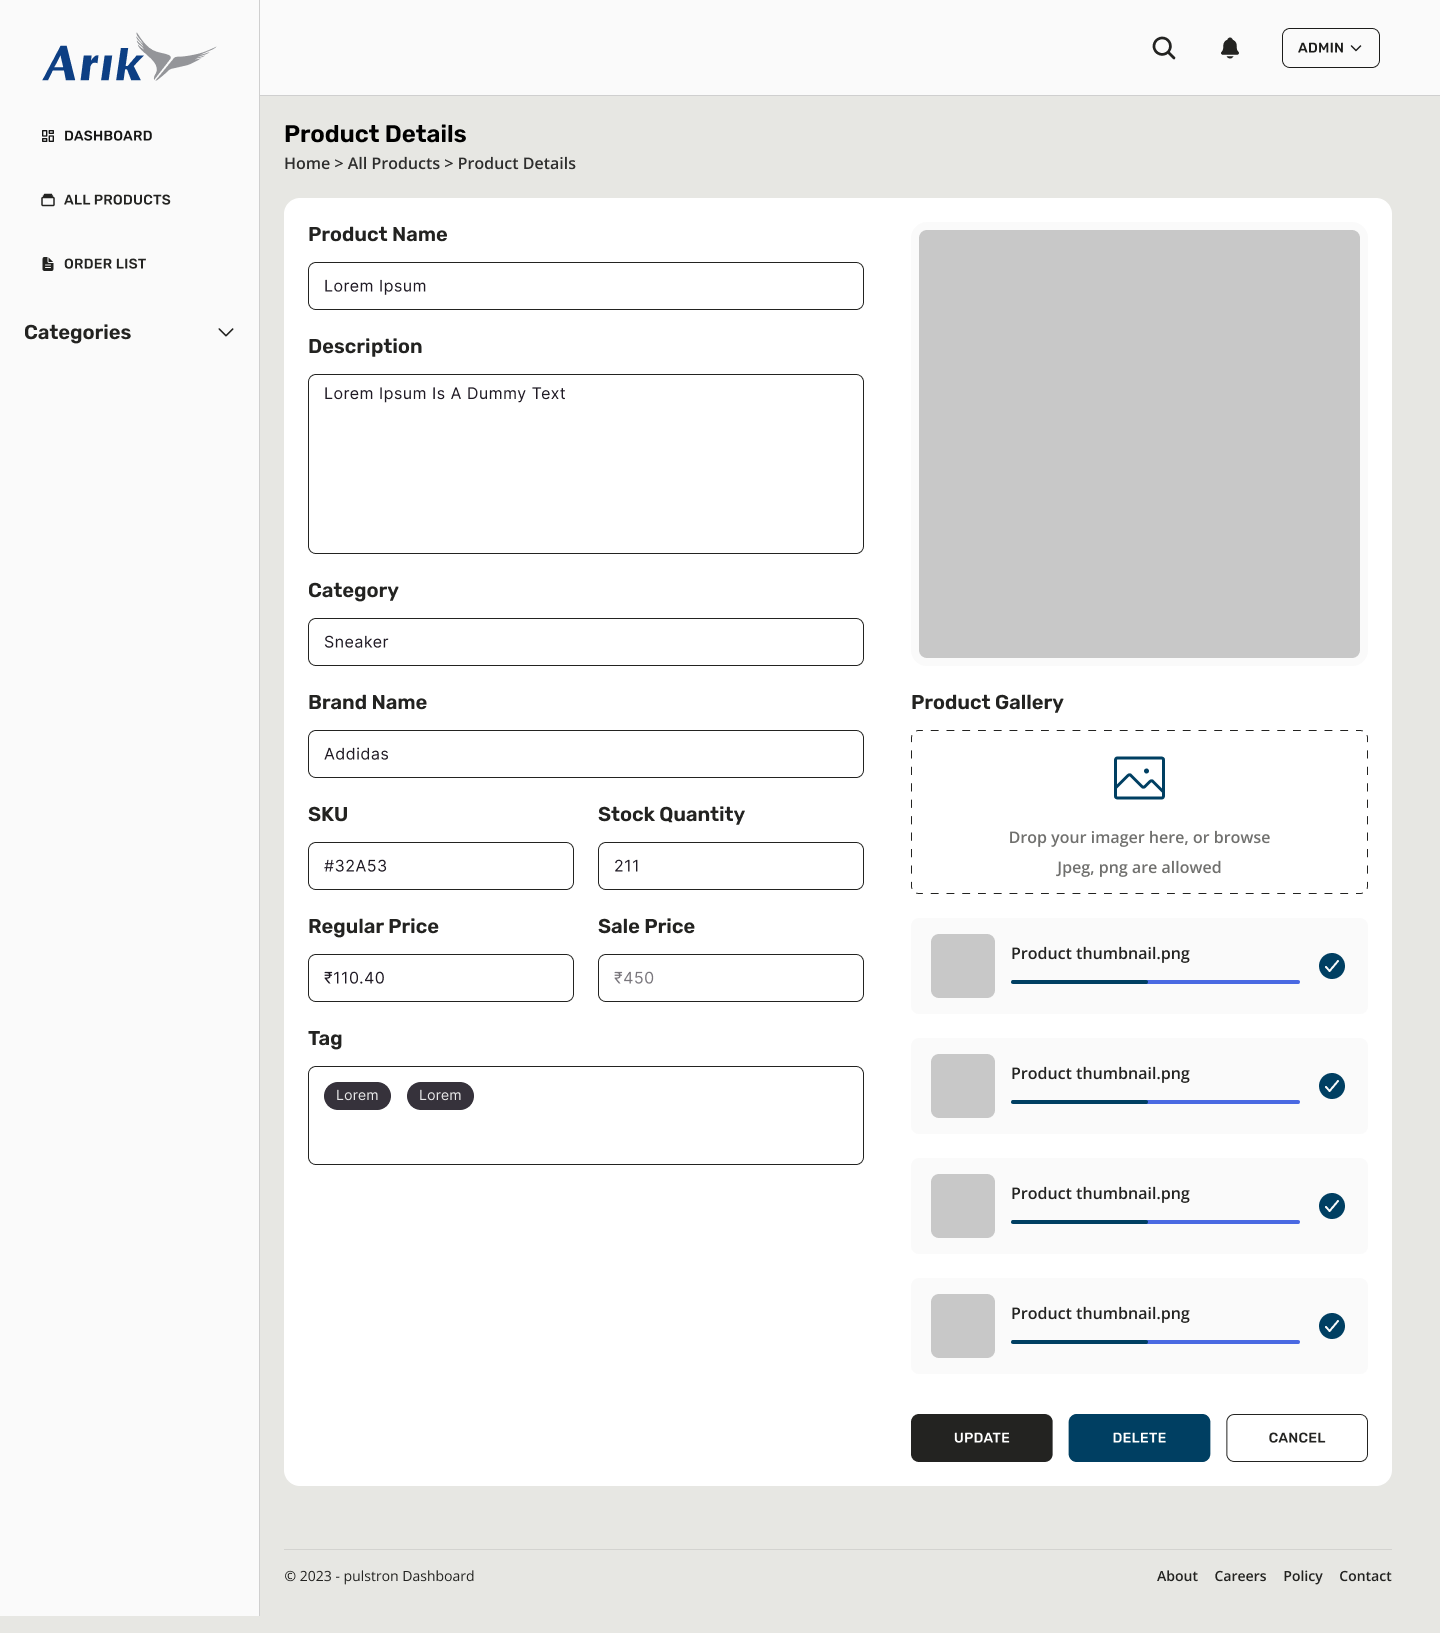 Arik
DASHBOARD
ALL PRODUCTS
ORDER LIST
Categories
ADMIN
Product Details
Home > All Products > Product Details
Product Name
Lorem Ipsum
Description
Lorem Ipsum Is A Dummy Text
Category
Sneaker
Brand Name
Addidas
SKU
Stock Quantity
#32A53
211
Regular Price
Sale Price
₹110.40
₹450
Tag
Lorem
Lorem
Product Gallery
Drop your imager here, or browse
Jpeg, png are allowed
Product thumbnail.png
Product thumbnail.png
Product thumbnail.png
Product thumbnail.png
UPDATE
DELETE
CANCEL
© 2023 - pulstron Dashboard
About
Careers
Policy
Contact